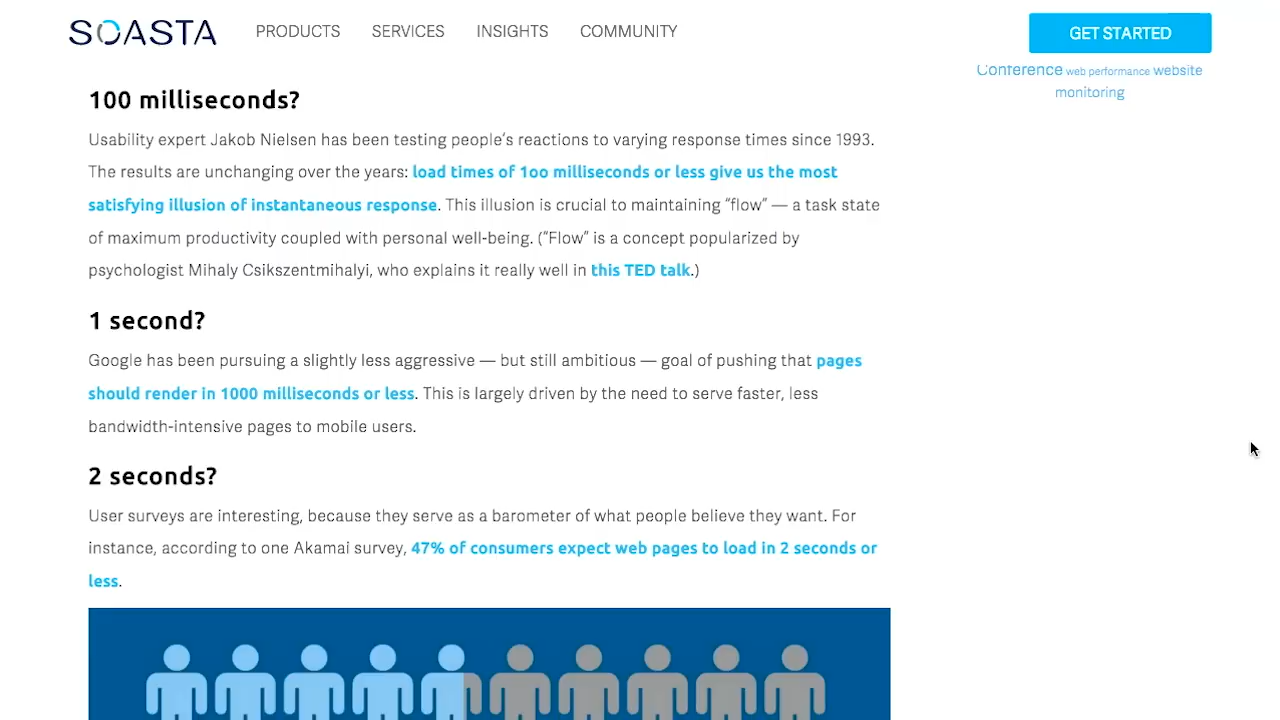 SOASTA
PRODUCTS SERVICES INSIGHTS COMMUNITY
GET STARTED
Conference web performance website
monitoring
100 milliseconds?
Usability expert Jakob Nielsen has been testing people's reactions to varying response times since 1993.
The results are unchanging over the years: load times of 1oo milliseconds or less give us the most
satisfying illusion of instantaneous response. This illusion is crucial to maintaining “flow” — a task state
of maximum productivity coupled with personal well-being. (“Flow” is a concept popularized by
psychologist Mihaly Csikszentmihalyi, who explains it really well in this TED talk.)
1 second?
Google has been pursuing a slightly less aggressive — but still ambitious — goal of pushing that pages
should render in 1000 milliseconds or less. This is largely driven by the need to serve faster, less
bandwidth-intensive pages to mobile users.
2 seconds?
User surveys are interesting, because they serve as a barometer of what people believe they want. For
instance, according to one Akamai survey, 47% of consumers expect web pages to load in 2 seconds or
less.